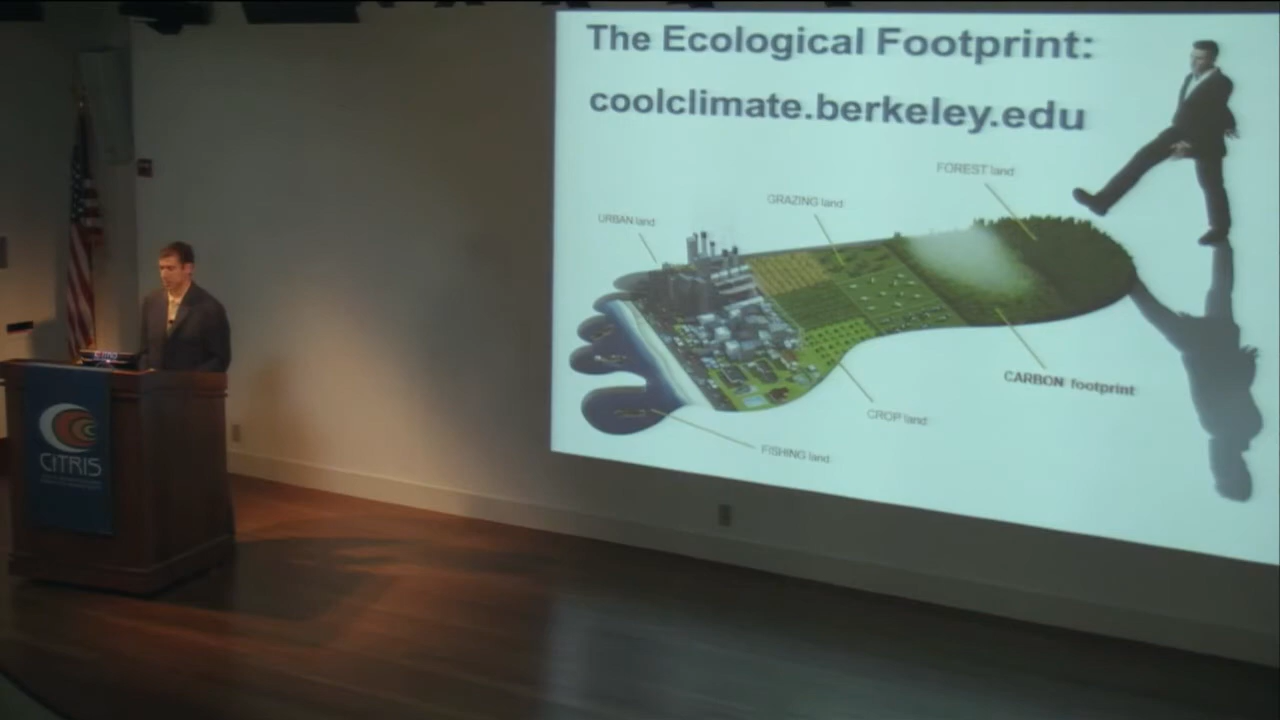 The Ecological Footprint:
coolclimate.berkeley.edu
FOREST land
GRAZING land
URBAN land
CARBON footprint
CROP land
FISHING land
CITRIS